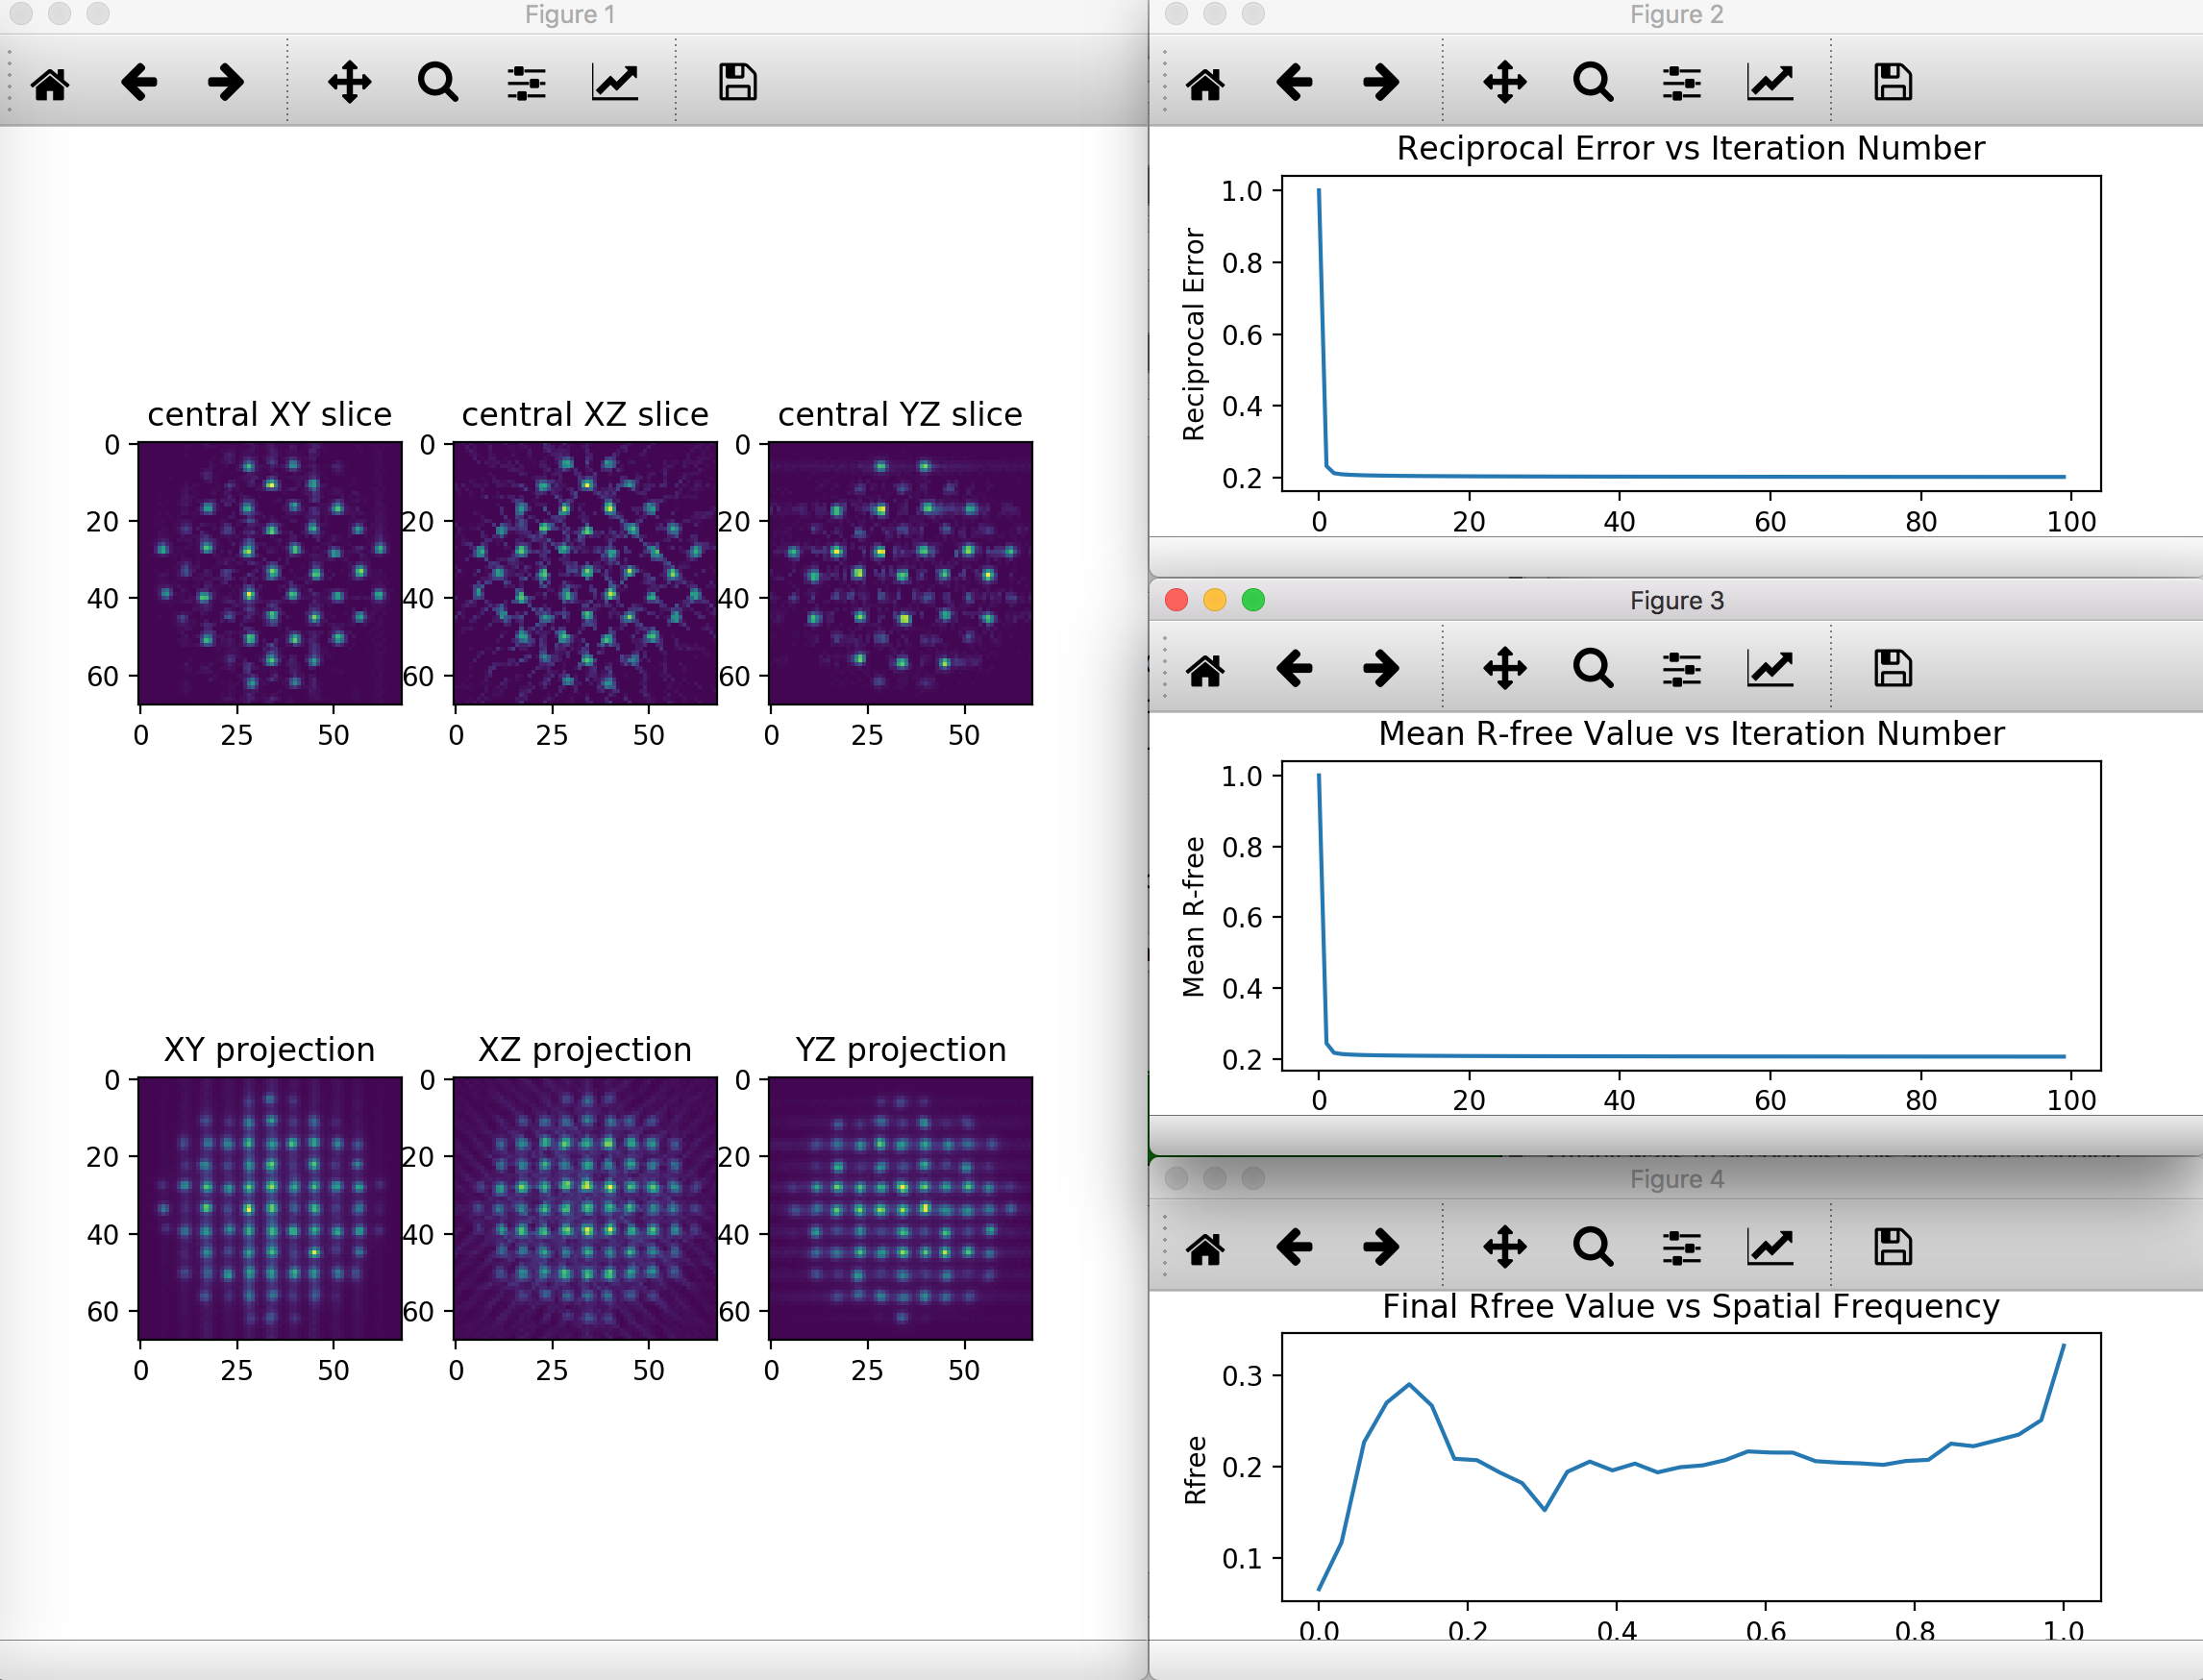 Figure 1
central XY slice
central XZ slice
central YZ slice
0
20
40
60
0 25 50
0
20
40
60
0 25 50
0
20
40
60
0 25 50
XY projection
XZ projection
YZ projection
0
20
40
60
0 25 50
0
20
40
60
0 25 50
0
20
40
60
0 25 50
Figure 2
Reciprocal Error vs Iteration Number
Reciprocal Error
1.0
0.8
0.6
0.4
0.2
0 20 40 60 80 100
Figure 3
Mean R-free Value vs Iteration Number
Mean R-free
1.0
0.8
0.6
0.4
0.2
0 20 40 60 80 100
Figure 4
Final Rfree Value vs Spatial Frequency
Rfree
0.3
0.2
0.1
0.0 0.2 0.4 0.6 0.8 1.0